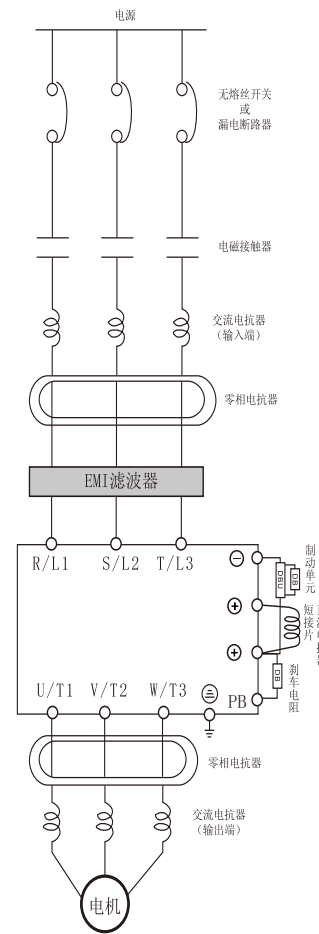 电源
无熔丝开关
或
漏电断路器
电磁接触器
交流电抗器
（输入端）
零相电抗器
EMI滤波器
R/L1
S/L2
T/L3
制动单元
DBU
DB
短接片
刹车电阻
DB
U/T1
V/T2
W/T3
PB
零相电抗器
交流电抗器
（输出端）
电机